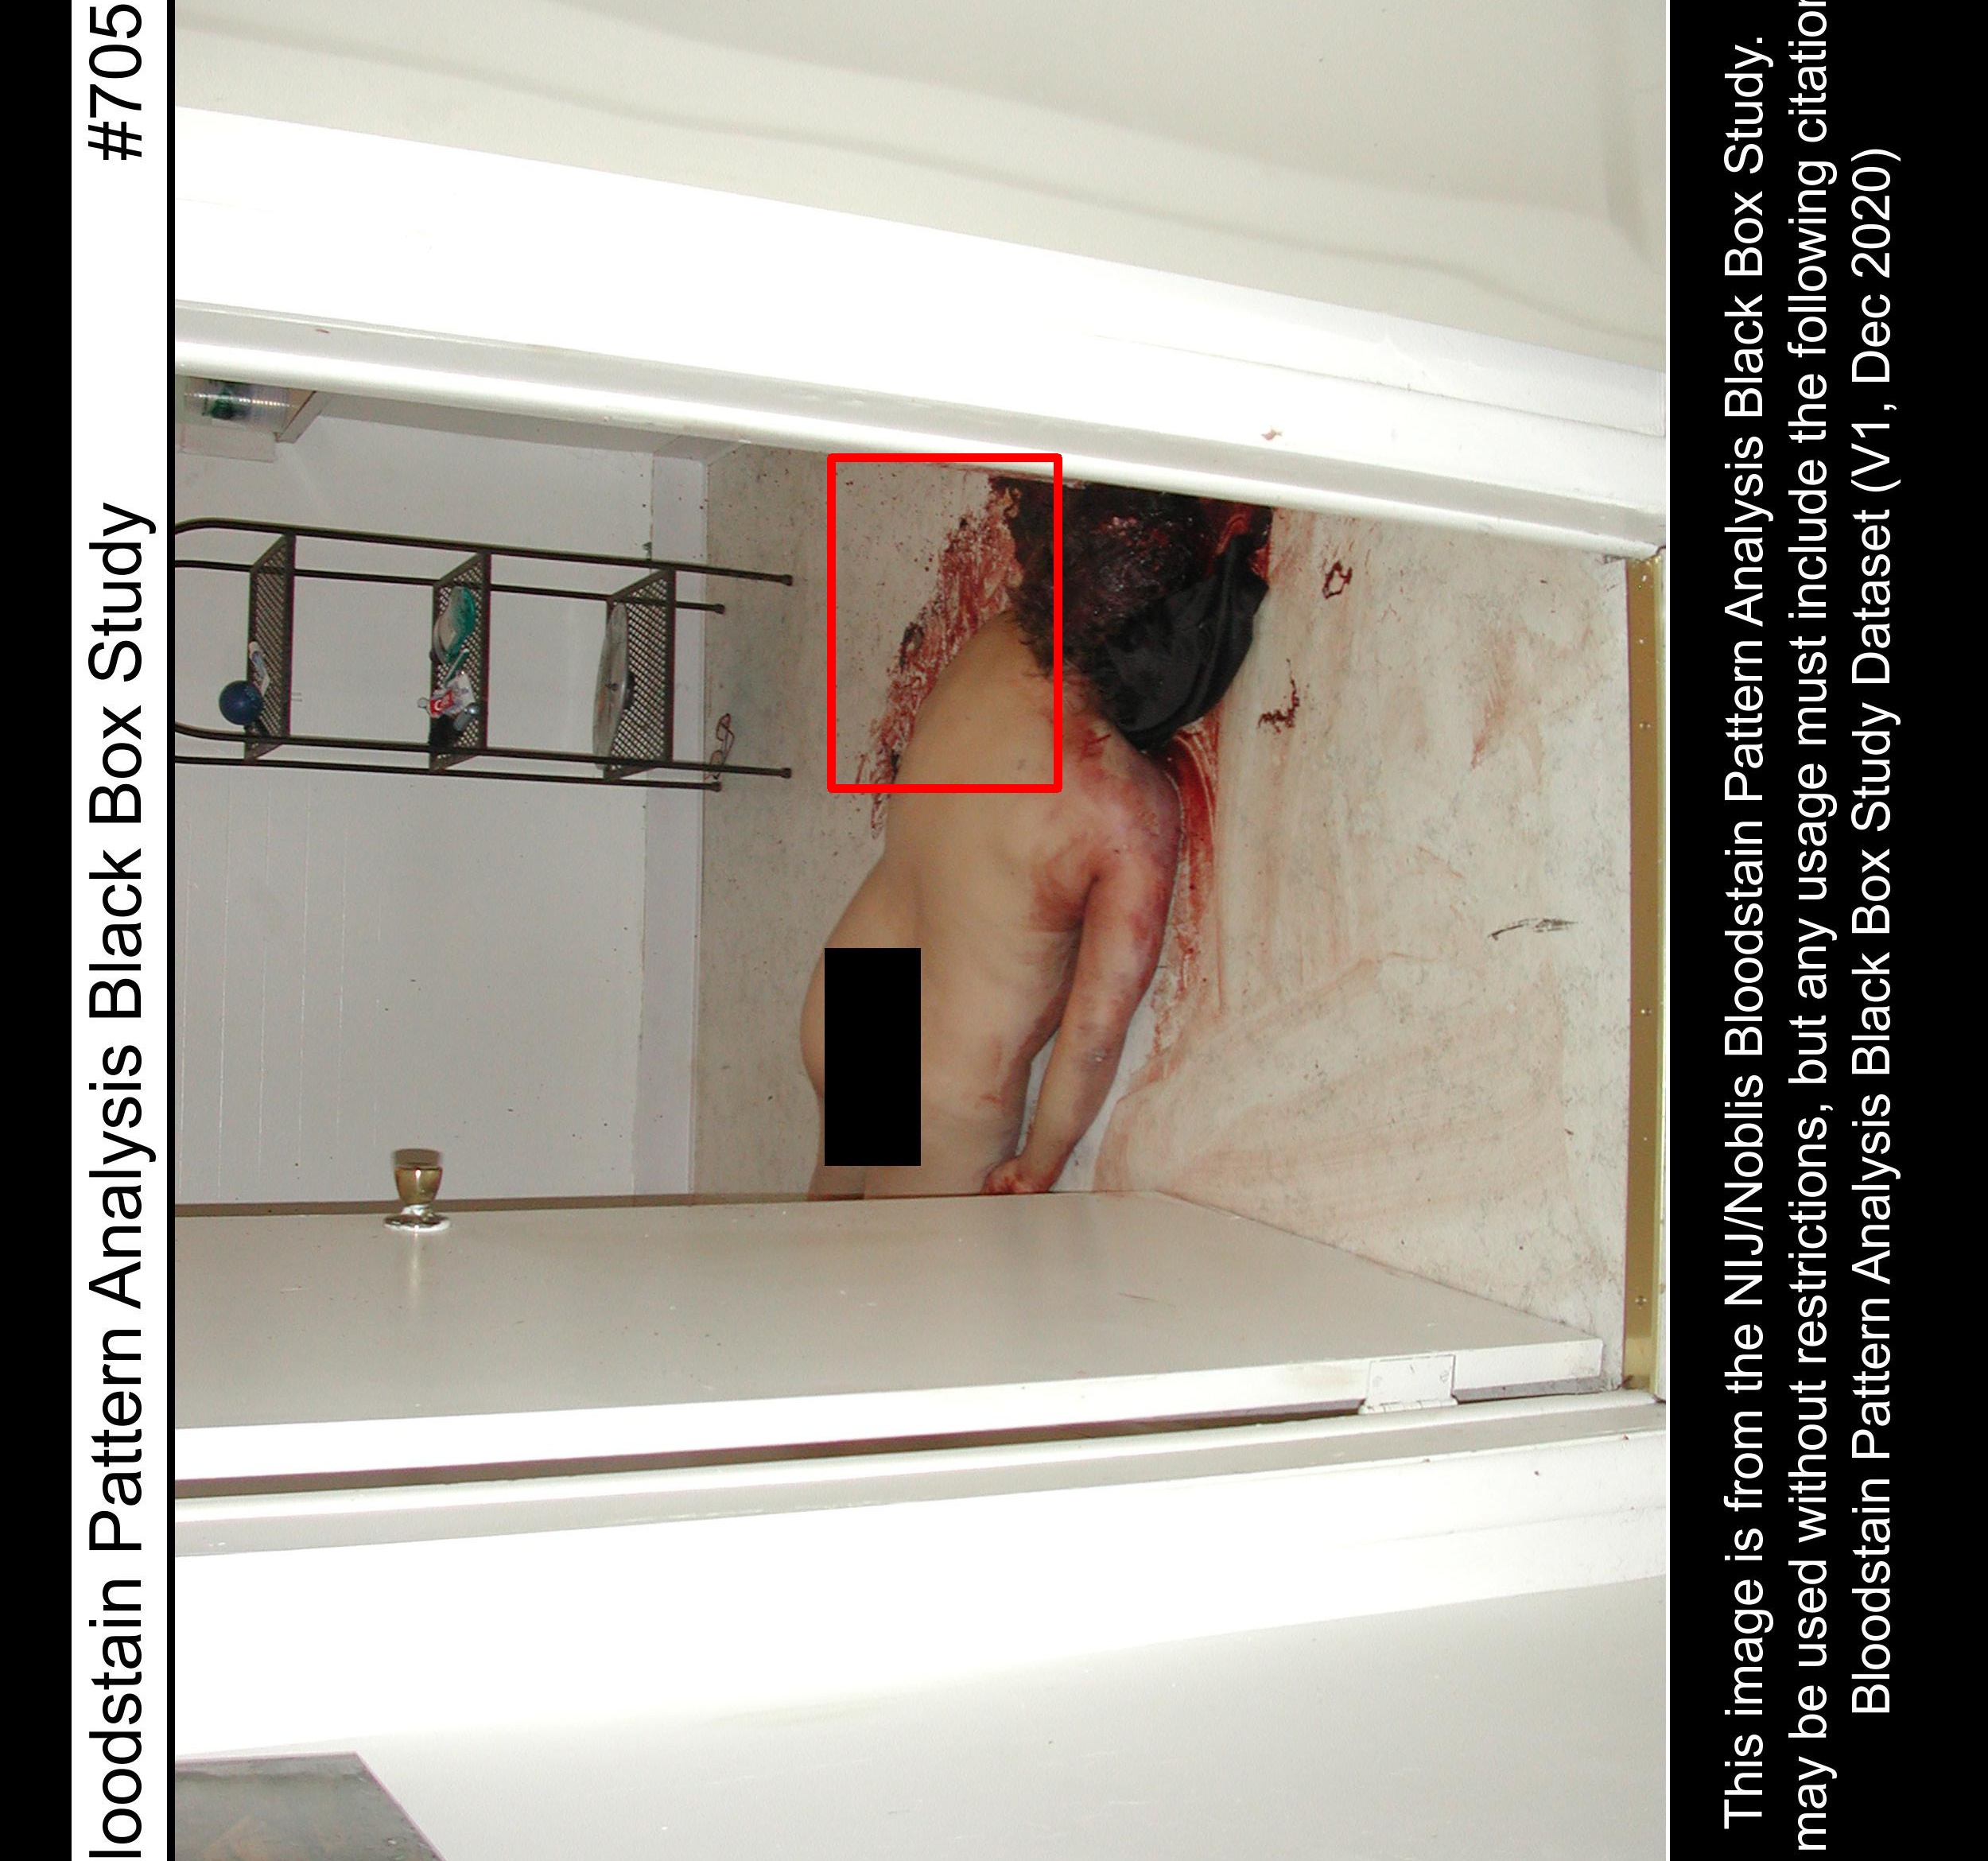 loodstain Pattern Analysis Black Box Study #705
This image is from the NIJ/Noblis Bloodstain Pattern Analysis Black Box Study.
may be used without restrictions, but any usage must include the following
Bloodstain Pattern Analysis Black Box Study Dataset (V1, Dec 2020)